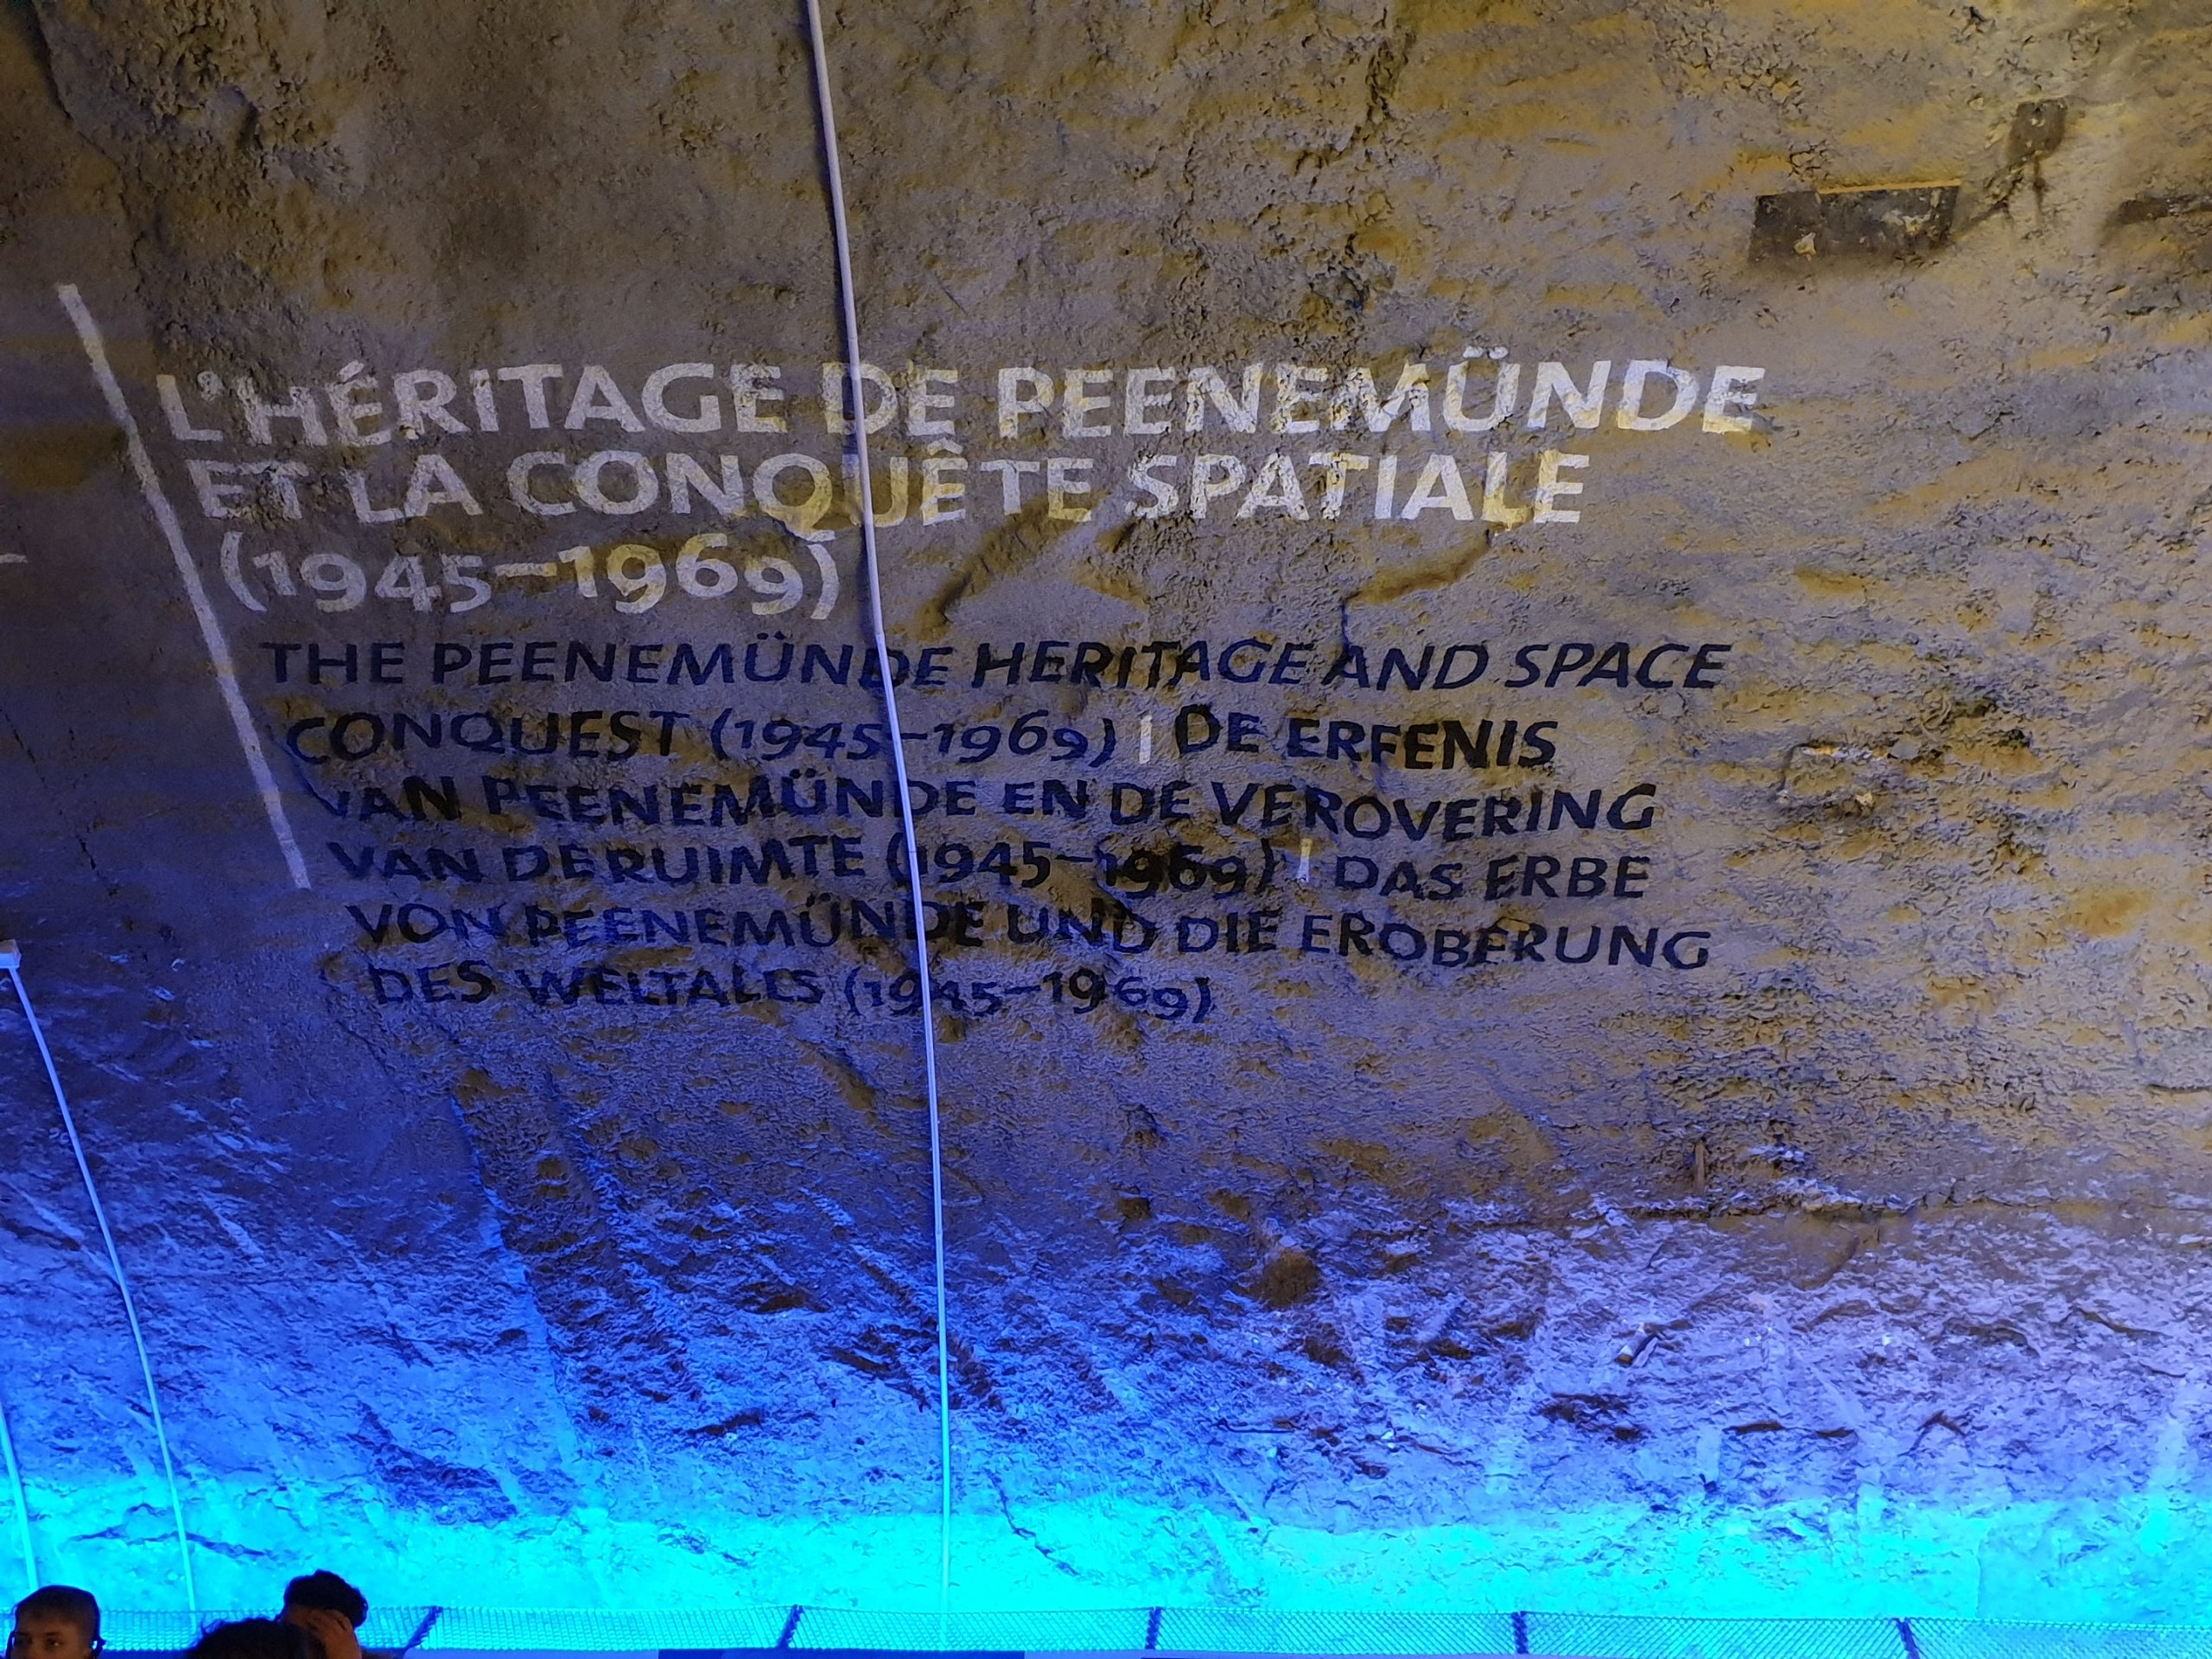 L'HÉRITAGE DE PEENEMÜNDE
ET LA CONQUÊTE SPATIALE
(1945–1969)
THE PEENEMÜNDE HERITAGE AND SPACE
CONQUEST (1945–1969) | DE ERFENIS
VAN PEENEMÜNDE EN DE VEROVERING
VAN DE RUIMTE (1945–1969) | DAS ERBE
VON PEENEMÜNDE UND DIE EROBERUNG
DES WELTALLS (1945–1969)